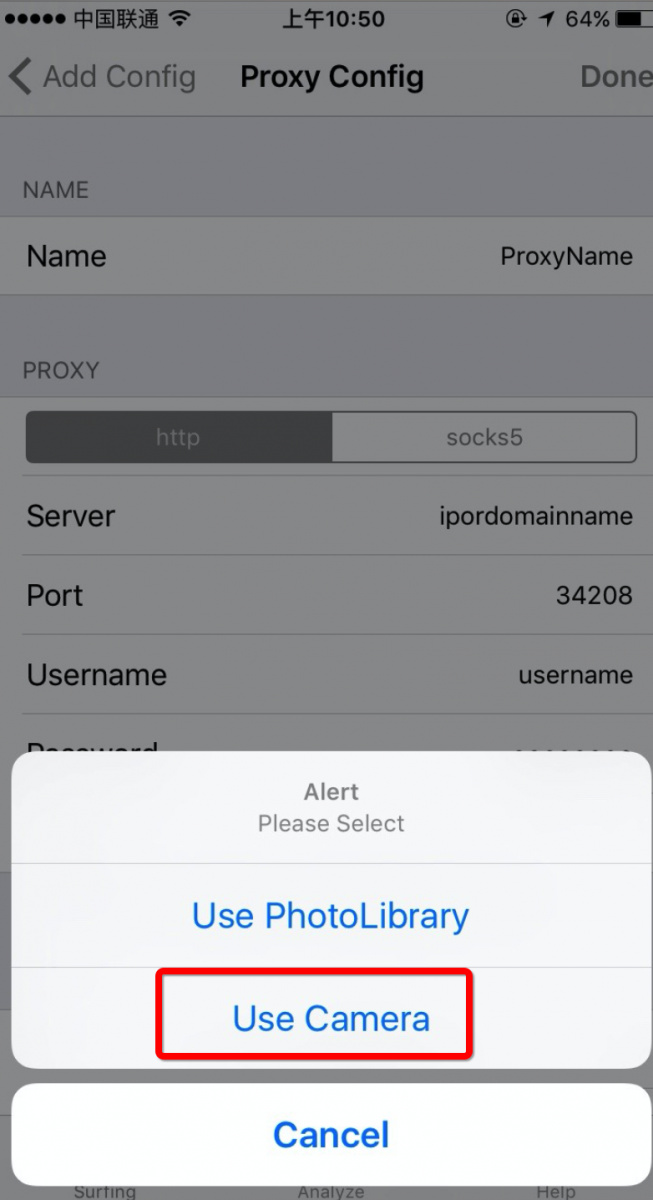 中国联通 上午10:50 64%
Add Config Proxy Config Done
NAME
Name ProxyName
PROXY
http socks5
Server ipordomainname
Port 34208
Username username
Password
Alert
Please Select
Use PhotoLibrary
Use Camera
Cancel
Surfing Analyze Help